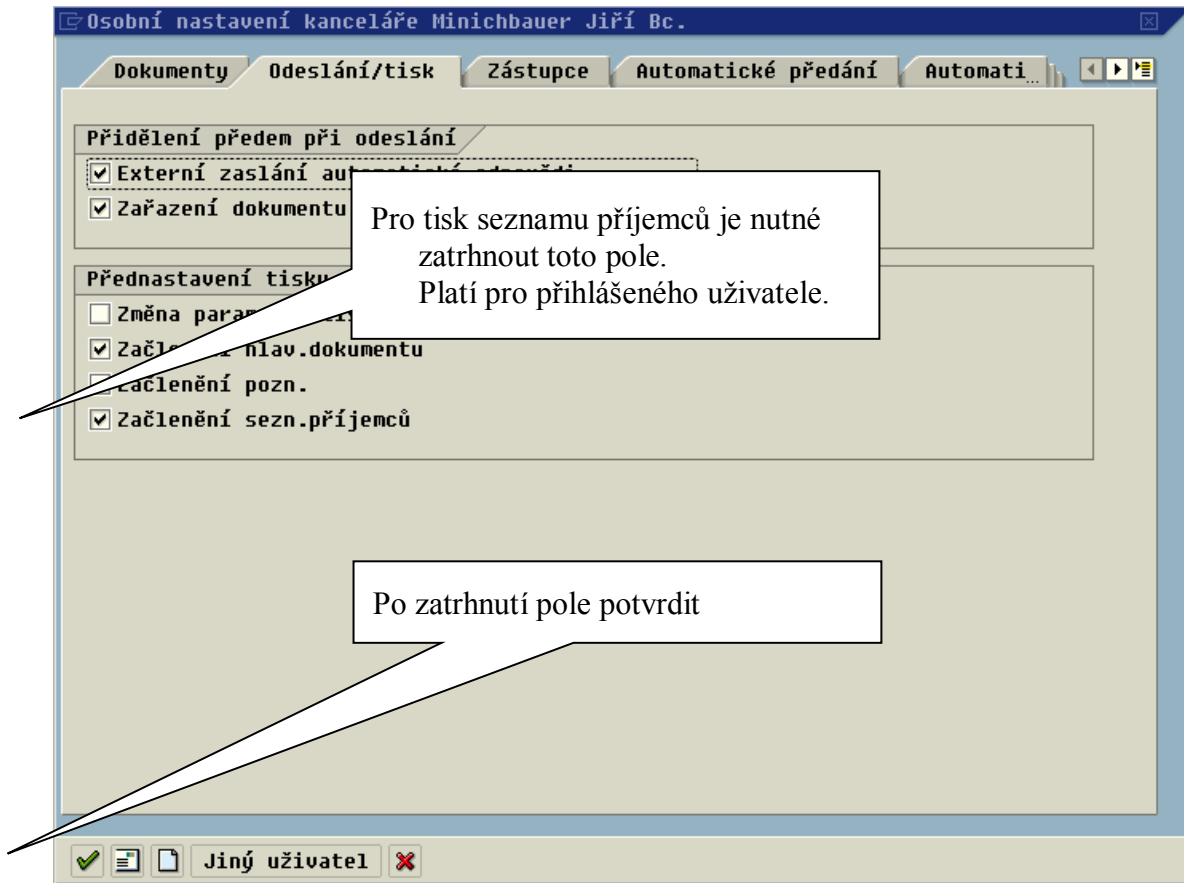 Osobní nastavení kanceláře Minichbauer Jiří Bc.
Dokumenty Odeslání/tisk Zástupce Automatické předání Automati...
Přidělení předem při odeslání
Externí zaslání
Zařazení dokumentu
Pro tisk seznamu příjemců je nutné
zatrhnout toto pole.
Platí pro přihlášeného uživatele.
Přednastavení tisku
Změna
hlav.dokumentu
Začlenění pozn.
Začlenění sezn.příjemců
Po zatrhnutí pole potvrdit
Jiný uživatel